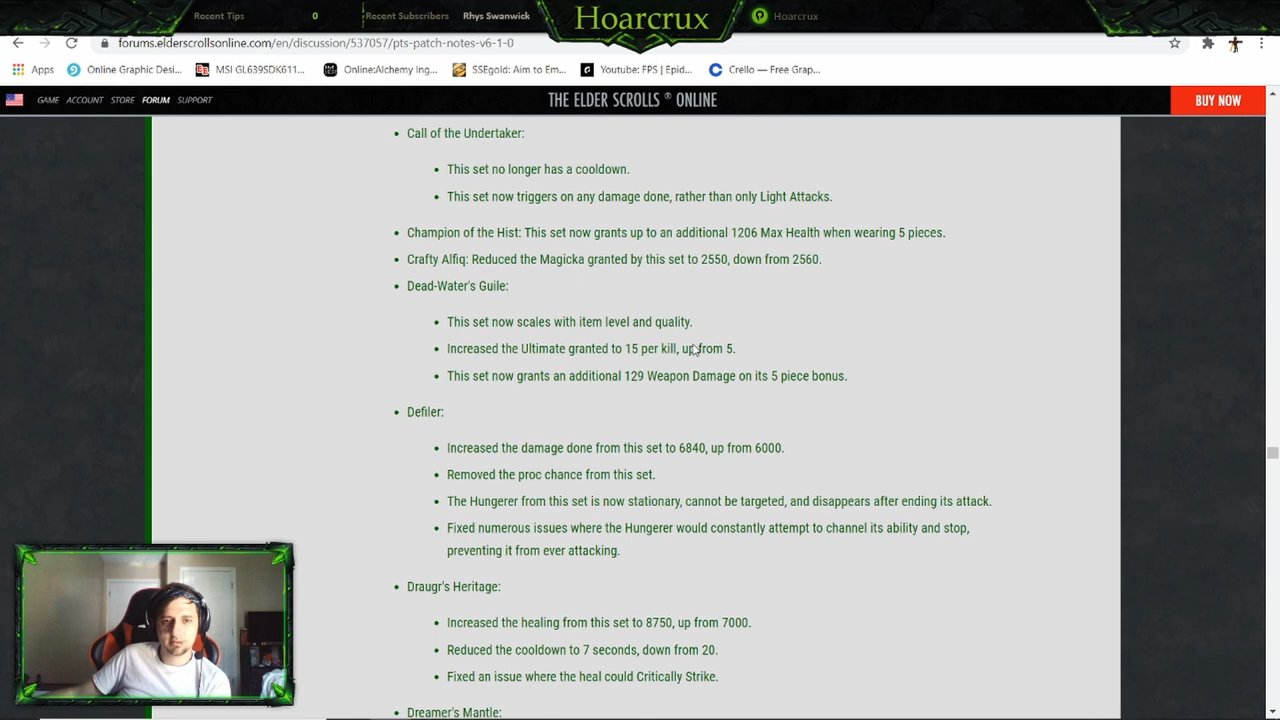 Recent Tips 0 Recent Subscribers Rhys Swanwick Hoarcrux Hoarcrux
forums.elderscrollsonline.com/en/discussion/537057/pts-patch-notes-v6-1-0
Apps Online Graphic Desi... MSI GL639SDK611... Online:Alchemy Ing... SSEgold: Aim to Em... Youtube: FPS | Epid... Crello — Free Grap...
GAME ACCOUNT STORE FORUM SUPPORT THE ELDER SCROLLS ® ONLINE BUY NOW
• Call of the Undertaker:
• This set no longer has a cooldown.
• This set now triggers on any damage done, rather than only Light Attacks.
• Champion of the Hist: This set now grants up to an additional 1206 Max Health when wearing 5 pieces.
• Crafty Alfiq: Reduced the Magicka granted by this set to 2550, down from 2560.
• Dead-Water's Guile:
• This set now scales with item level and quality.
• Increased the Ultimate granted to 15 per kill, up from 5.
• This set now grants an additional 129 Weapon Damage on its 5 piece bonus.
• Defiler:
• Increased the damage done from this set to 6840, up from 6000.
• Removed the proc chance from this set.
• The Hungerer from this set is now stationary, cannot be targeted, and disappears after ending its attack.
• Fixed numerous issues where the Hungerer would constantly attempt to channel its ability and stop,
preventing it from ever attacking.
• Draugr's Heritage:
• Increased the healing from this set to 8750, up from 7000.
• Reduced the cooldown to 7 seconds, down from 20.
• Fixed an issue where the heal could Critically Strike.
• Dreamer's Mantle: